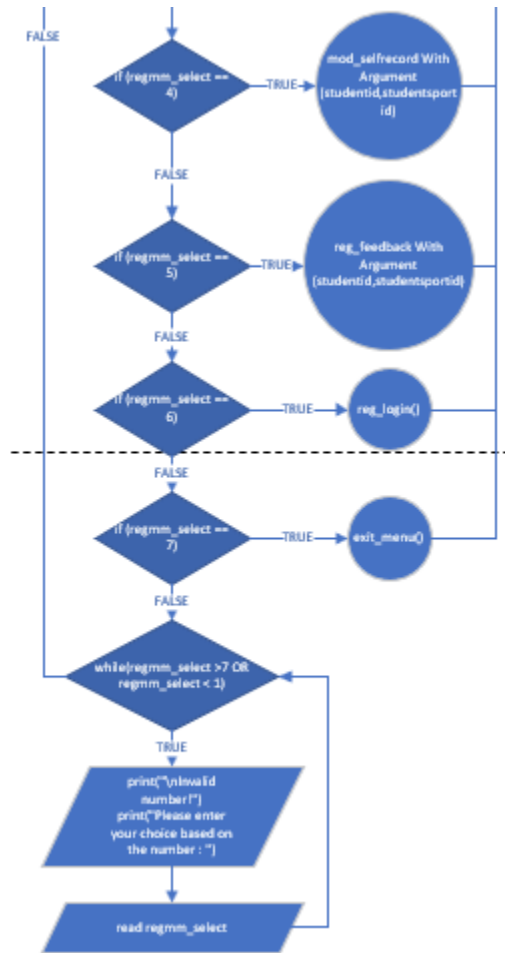 FALSE
if (regmm_select ==
4)
TRUE
mod_selfrecord With
Argument
(studentid,studentsport
id)
FALSE
if (regmm_select ==
5)
TRUE
reg_feedback With
Argument
(studentid,studentsportid)
FALSE
if (regmm_select ==
6)
TRUE
reg_login()
FALSE
if (regmm_select ==
7)
TRUE
exit_menu()
FALSE
while(regmm_select >7 OR
regmm_select < 1)
TRUE
print("\nInvalid
number!")
print("Please enter
your choice based on
the number : ")
read regmm_select